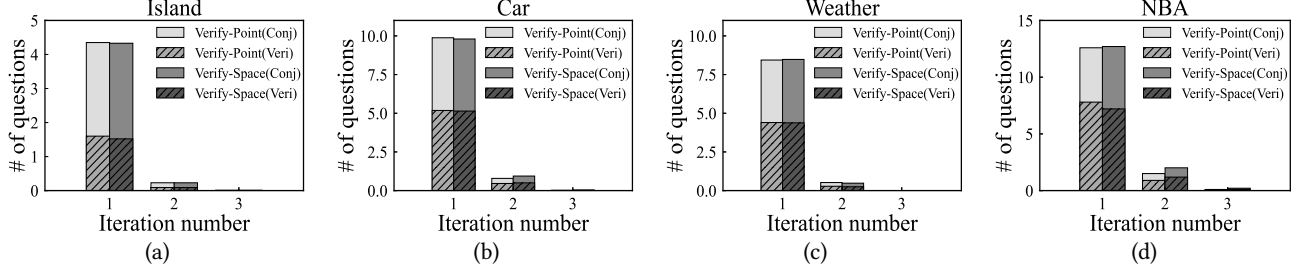 Island
# of questions
5
4
3
2
1
0
Verify-Point(Conj)
Verify-Point(Veri)
Verify-Space(Conj)
Verify-Space(Veri)
1 2 3
Iteration number
(a)
Car
# of questions
10.0
7.5
5.0
2.5
0.0
Verify-Point(Conj)
Verify-Point(Veri)
Verify-Space(Conj)
Verify-Space(Veri)
1 2 3
Iteration number
(b)
Weather
# of questions
10.0
7.5
5.0
2.5
0.0
Verify-Point(Conj)
Verify-Point(Veri)
Verify-Space(Conj)
Verify-Space(Veri)
1 2 3
Iteration number
(c)
NBA
# of questions
15
10
5
0
Verify-Point(Conj)
Verify-Point(Veri)
Verify-Space(Conj)
Verify-Space(Veri)
1 2 3
Iteration number
(d)